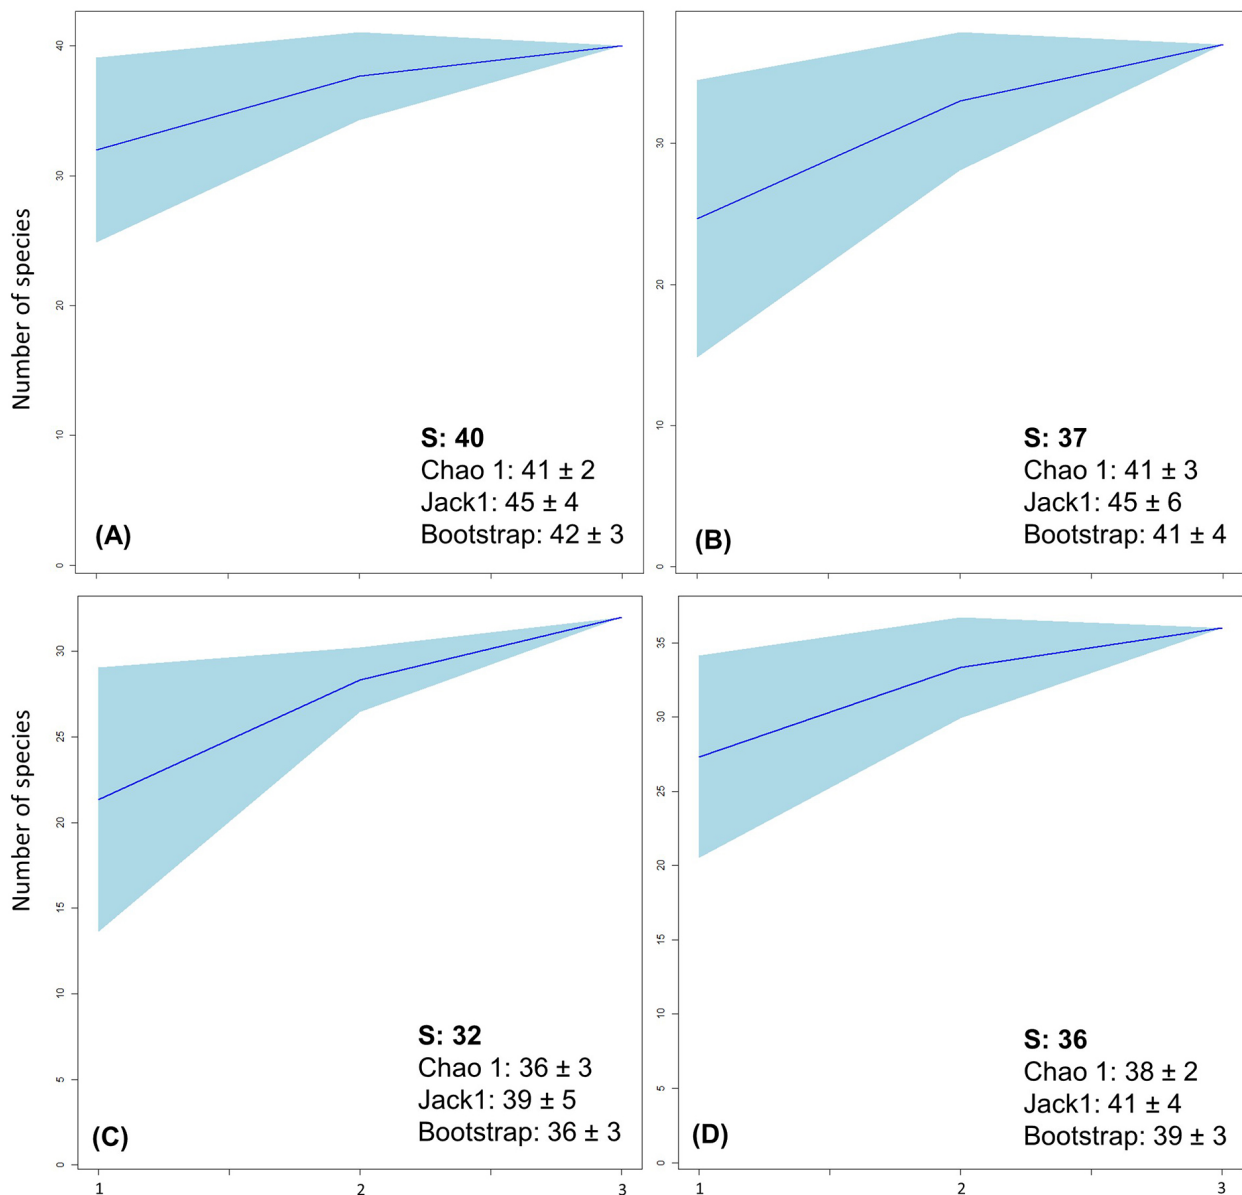 Number of species
40
30
20
10
0
S: 40
Chao 1: 41 ± 2
Jack1: 45 ± 4
Bootstrap: 42 ± 3
(A)
30
20
10
0
S: 37
Chao 1: 41 ± 3
Jack1: 45 ± 6
Bootstrap: 41 ± 4
(B)
Number of species
30
25
20
15
10
5
0
S: 32
Chao 1: 36 ± 3
Jack1: 39 ± 5
Bootstrap: 36 ± 3
(C)
1 2 3
35
30
25
20
15
10
5
0
S: 36
Chao 1: 38 ± 2
Jack1: 41 ± 4
Bootstrap: 39 ± 3
(D)
1 2 3